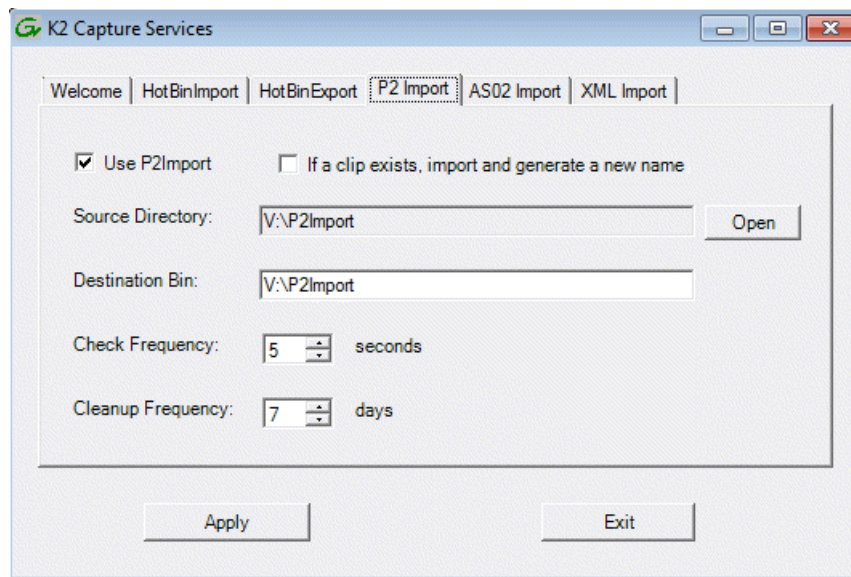 K2 Capture Services
Welcome HotBinImport HotBinExport P2 Import AS02 Import XML Import
Use P2Import If a clip exists, import and generate a new name
Source Directory: V:\P2Import Open
Destination Bin: V:\P2Import
Check Frequency: 5 seconds
Cleanup Frequency: 7 days
Apply Exit